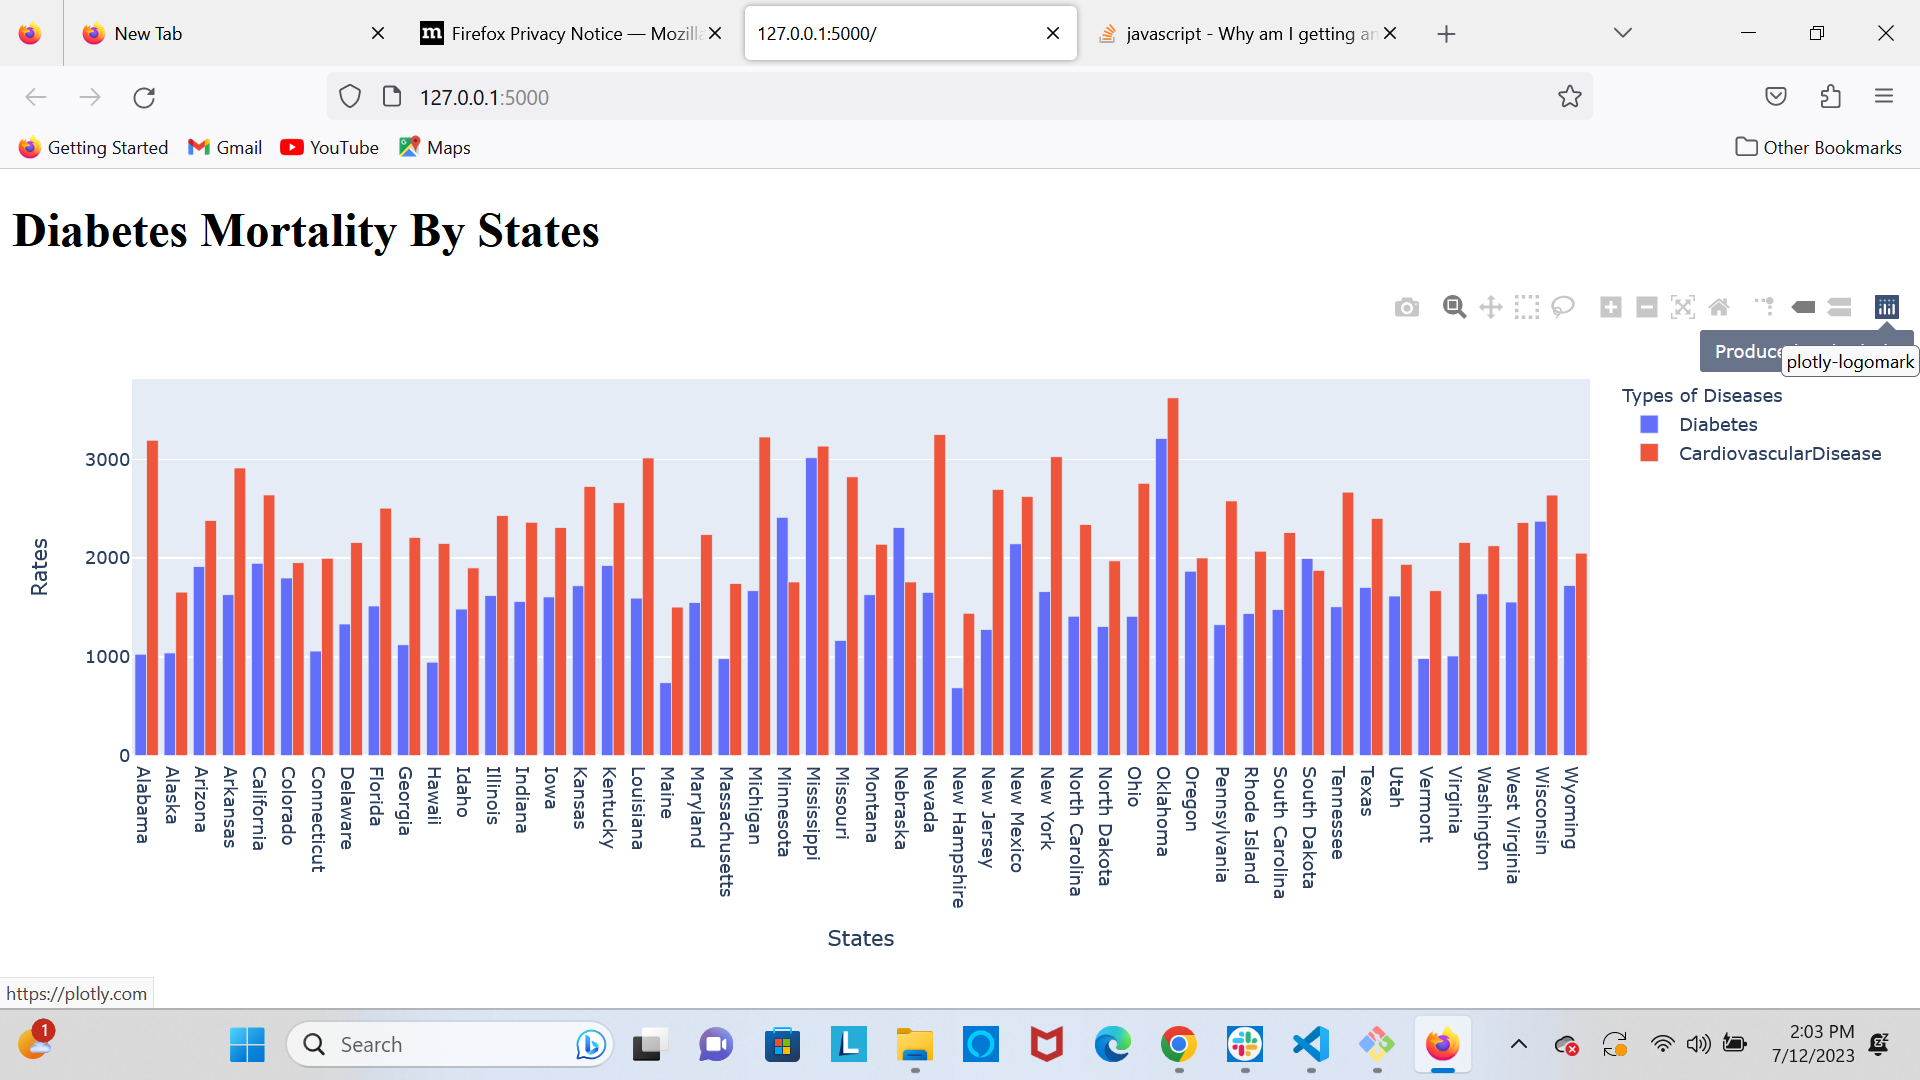 New Tab
Firefox Privacy Notice — Mozill
127.0.0.1:5000/
javascript - Why am I getting an
127.0.0.1:5000
Getting Started
Gmail
YouTube
Maps
Other Bookmarks
Diabetes Mortality By States
Produce
plotly-logomark
Types of Diseases
Diabetes
CardiovascularDisease
3000
2000
1000
0
Rates
Alabama
Alaska
Arizona
Arkansas
California
Colorado
Connecticut
Delaware
Florida
Georgia
Hawaii
Idaho
Illinois
Indiana
Iowa
Kansas
Kentucky
Louisiana
Maine
Maryland
Massachusetts
Michigan
Minnesota
Mississippi
Missouri
Montana
Nebraska
Nevada
New Hampshire
New Jersey
New Mexico
New York
North Carolina
North Dakota
Ohio
Oklahoma
Oregon
Pennsylvania
Rhode Island
South Carolina
South Dakota
Tennessee
Texas
Utah
Vermont
Virginia
Washington
West Virginia
Wisconsin
Wyoming
States
https://plotly.com
1
Search
2:03 PM
7/12/2023